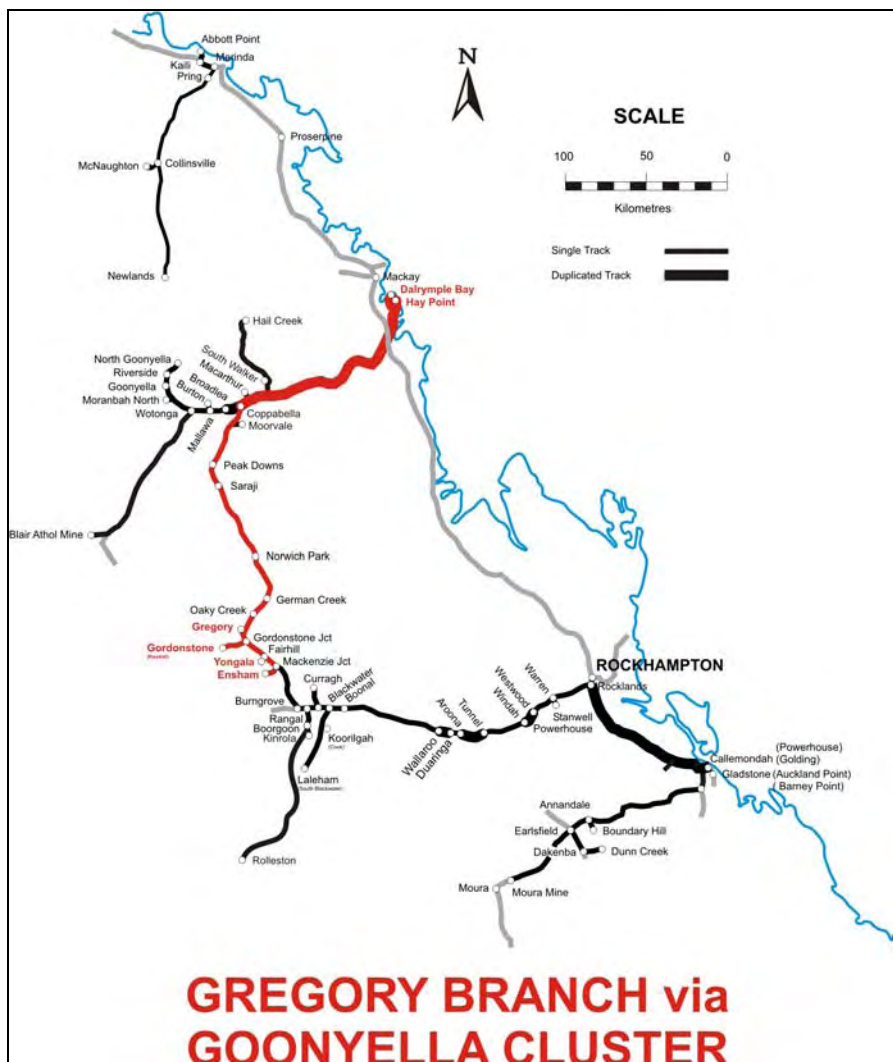 Abbott Point
Kaili
Merinda
Pring
N
SCALE
100
50
0
Kilometres
Proserpine
McNaughton
Collinsville
Single Track
Duplicated Track
Newlands
Mackay
Dalrymple Bay
Hay Point
Hail Creek
North Goonyella
South Walker
Riverside
Macarthur
Goonyella
Broadlea
Moranbah North
Burton
Wotonga
Mallawa
Coppabella
Moorvale
Peak Downs
Saraji
Blair Athol Mine
Norwich Park
German Creek
Oaky Creek
Gregory
Gordonstone Jct
Gordonstone
Fairhill
Yongala
Mackenzie Jct
Ensham
Curragh
Blackwater
Boonal
Burngrove
Rangal
Boorgoon
Kinrola
Koorilgah
(Cook)
Laleham
(South Blackwater)
Rolleston
Wallaroo
Duaringa
Aroona
Tunnel
Windah
Westwood
Warren
Stanwell
Powerhouse
ROCKHAMPTON
Rocklands
Callemondah
(Powerhouse)
(Golding)
Gladstone
(Auckland Point)
( Barney Point)
Annandale
Earlsfield
Boundary Hill
Dakenba
Dunn Creek
Moura
Moura Mine
GREGORY BRANCH via
GOONYELLA CLUSTER